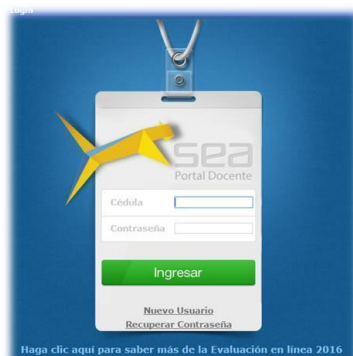 Login
sea
Portal Docente
Cédula
Contraseña
Ingresar
Nuevo Usuario
Recuperar Contraseña
Haga clic aquí para saber más de la Evaluación en línea 2016